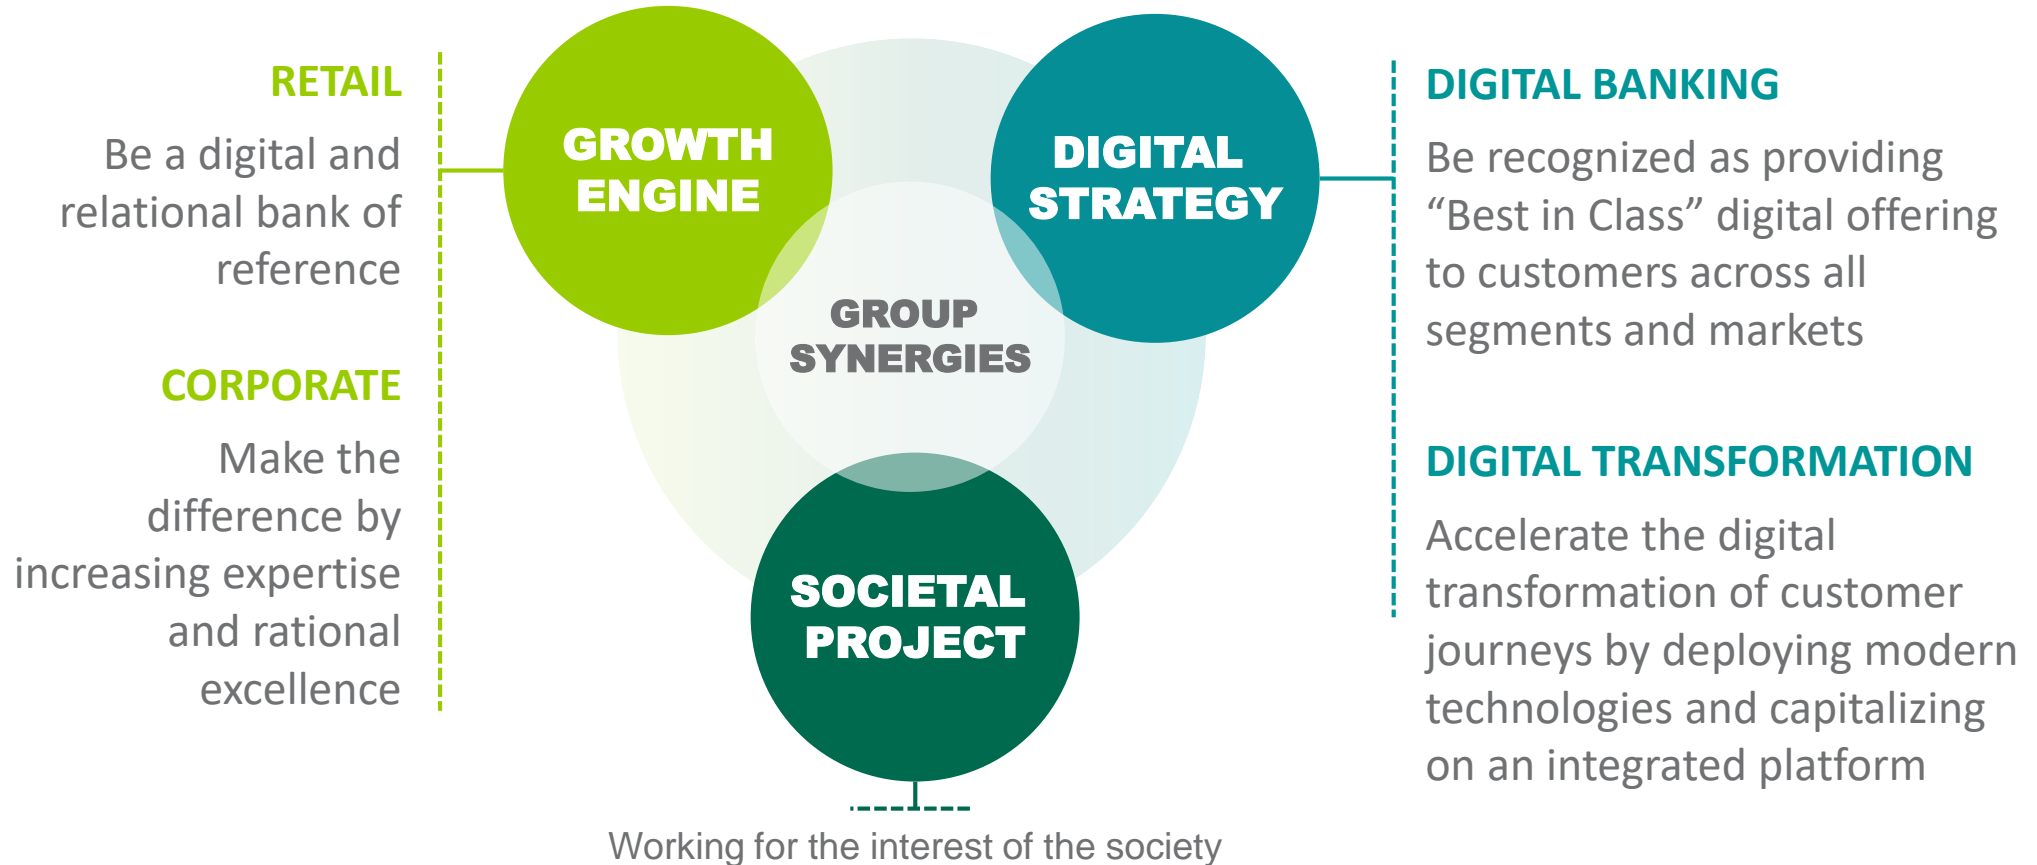 RETAIL
Be a digital and
relational bank of
reference
CORPORATE
Make the
difference by
increasing expertise
and rational
excellence
GROWTH
ENGINE
DIGITAL
STRATEGY
GROUP
SYNERGIES
SOCIETAL
PROJECT
Working for the interest of the society
DIGITAL BANKING
Be recognized as providing
“Best in Class” digital offering
to customers across all
segments and markets
DIGITAL TRANSFORMATION
Accelerate the digital
transformation of customer
journeys by deploying modern
technologies and capitalizing
on an integrated platform